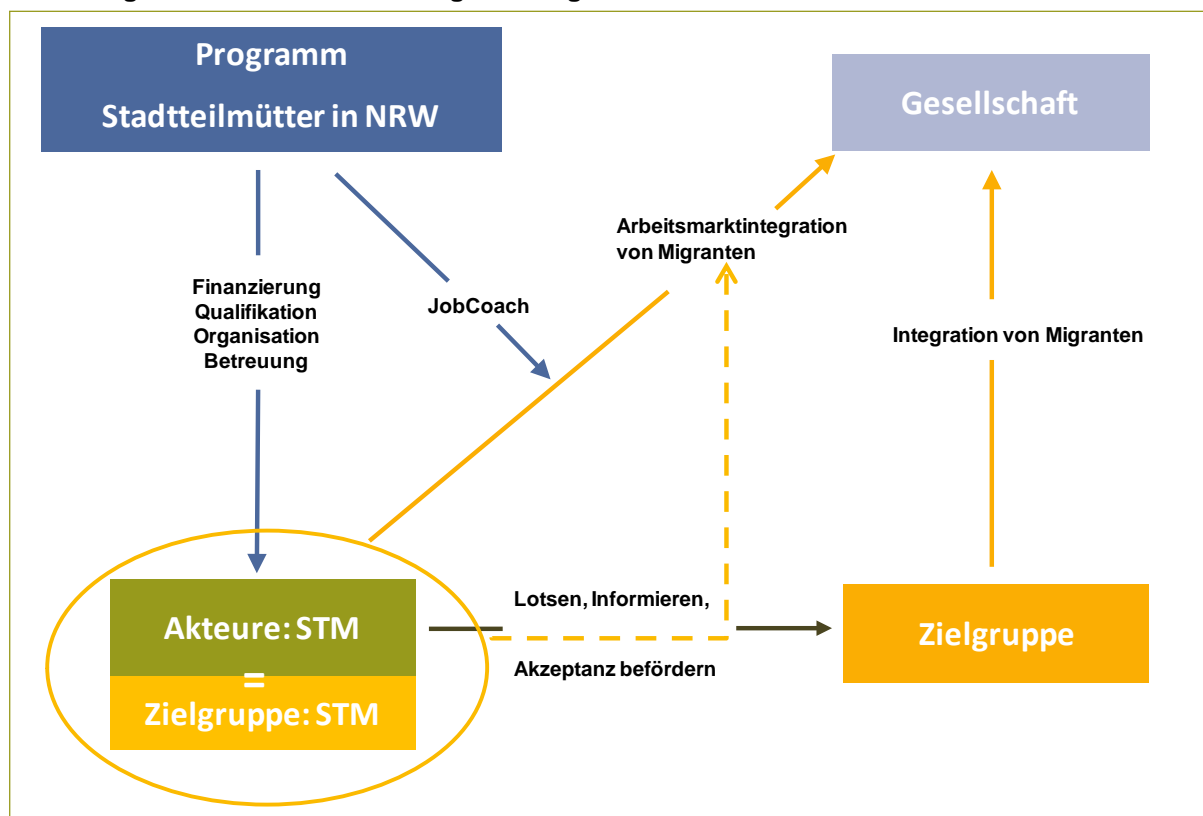 Programm
Stadtteilmütter in NRW
Gesellschaft
Arbeitsmarktintegration
von Migranten
Finanzierung
Qualifikation
Organisation
Betreuung
JobCoach
Integration von Migranten
Akteure: STM
=
Zielgruppe: STM
Lotsen, Informieren,
Akzeptanz befördern
Zielgruppe